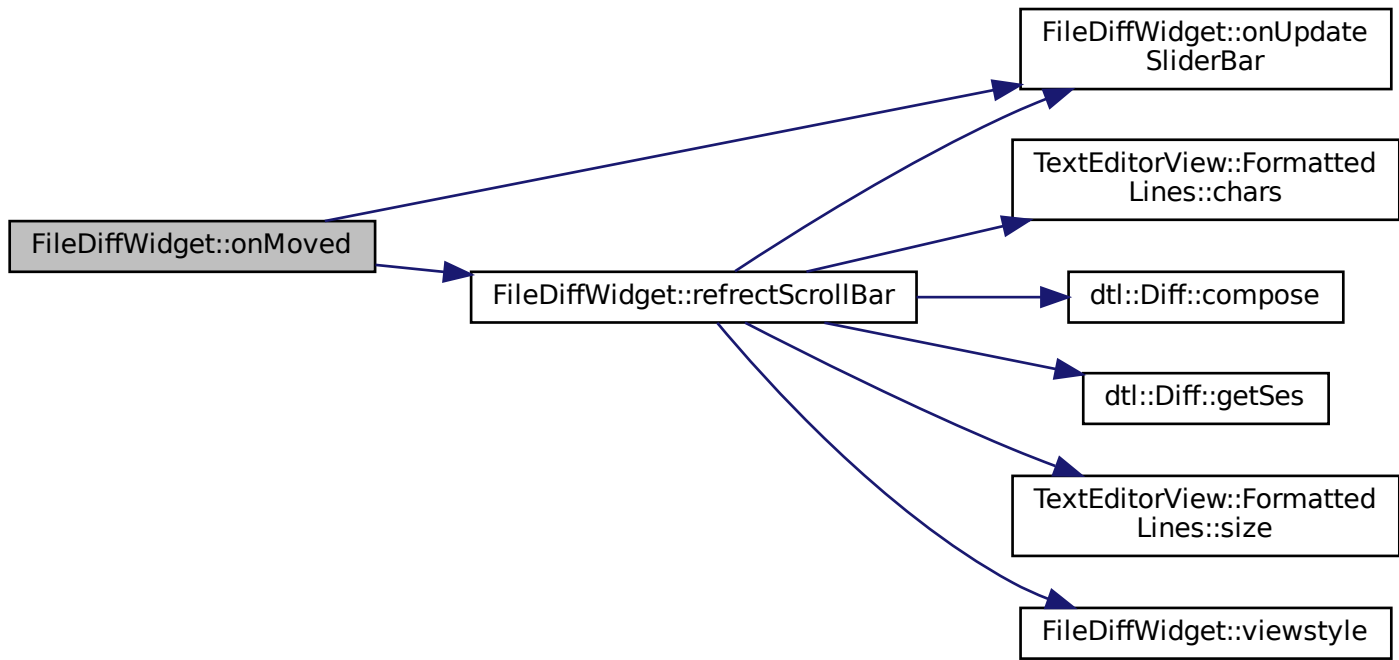 FileDiffWidget::onMoved
FileDiffWidget::refrectScrollBar
FileDiffWidget::onUpdate
SliderBar
TextEditorView::Formatted
Lines::chars
dtl::Diff::compose
dtl::Diff::getSes
TextEditorView::Formatted
Lines::size
FileDiffWidget::viewstyle